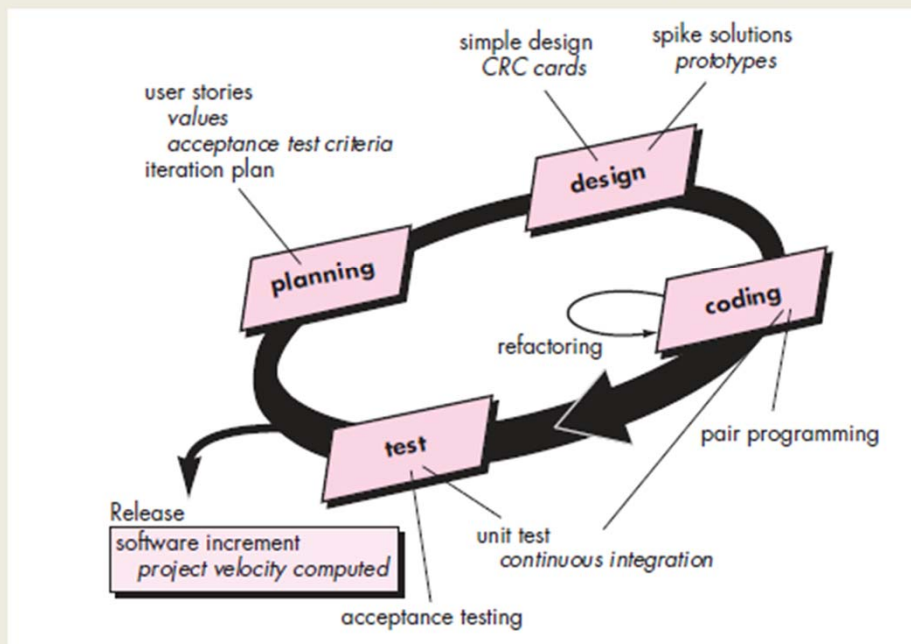 simple design
CRC cards
spike solutions
prototypes
user stories
values
acceptance test criteria
iteration plan
design
planning
coding
refactoring
test
pair programming
Release
software increment
project velocity computed
unit test
continuous integration
acceptance testing